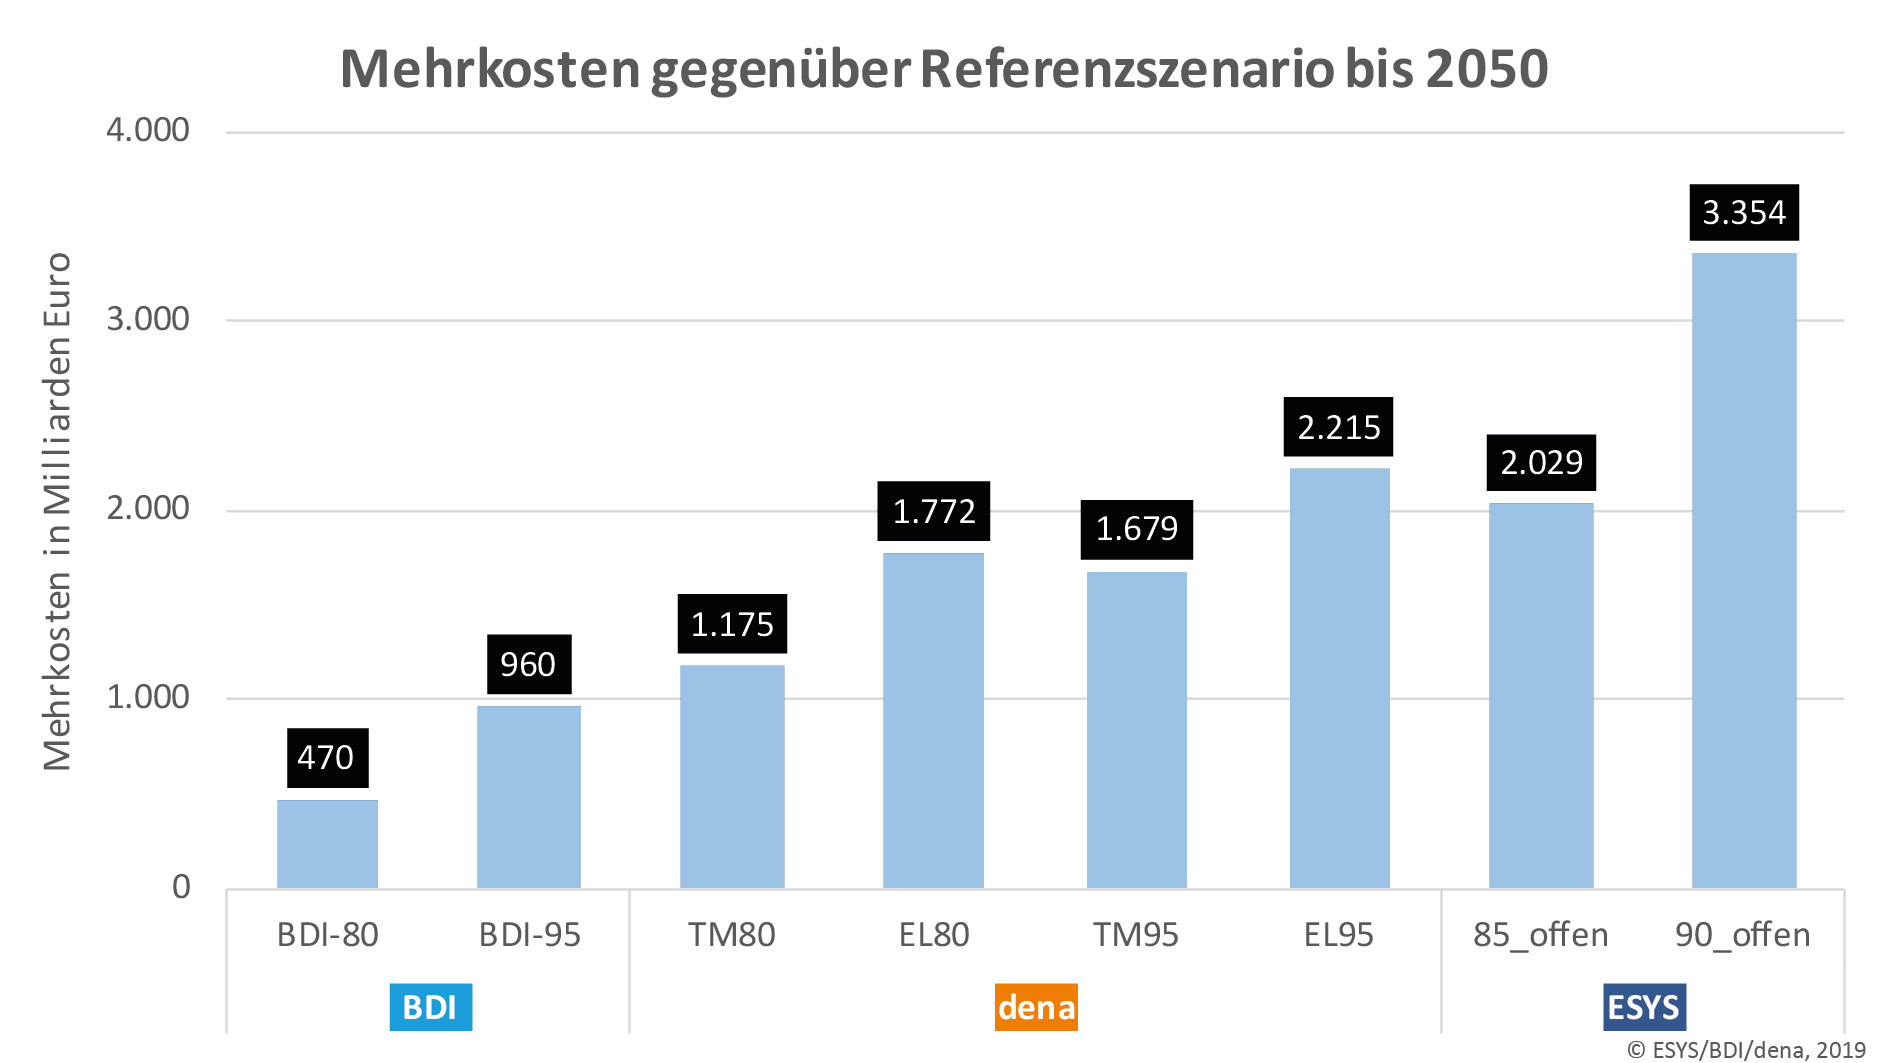 Mehrkosten gegenüber Referenzszenario bis 2050
Mehrkosten in Milliarden Euro
4.000
3.000
2.000
1.000
0
470
960
1.175
1.772
1.679
2.215
2.029
3.354
BDI-80 BDI-95 TM80 EL80 TM95 EL95 85_offen 90_offen
BDI dena ESYS
© ESYS/BDI/dena, 2019